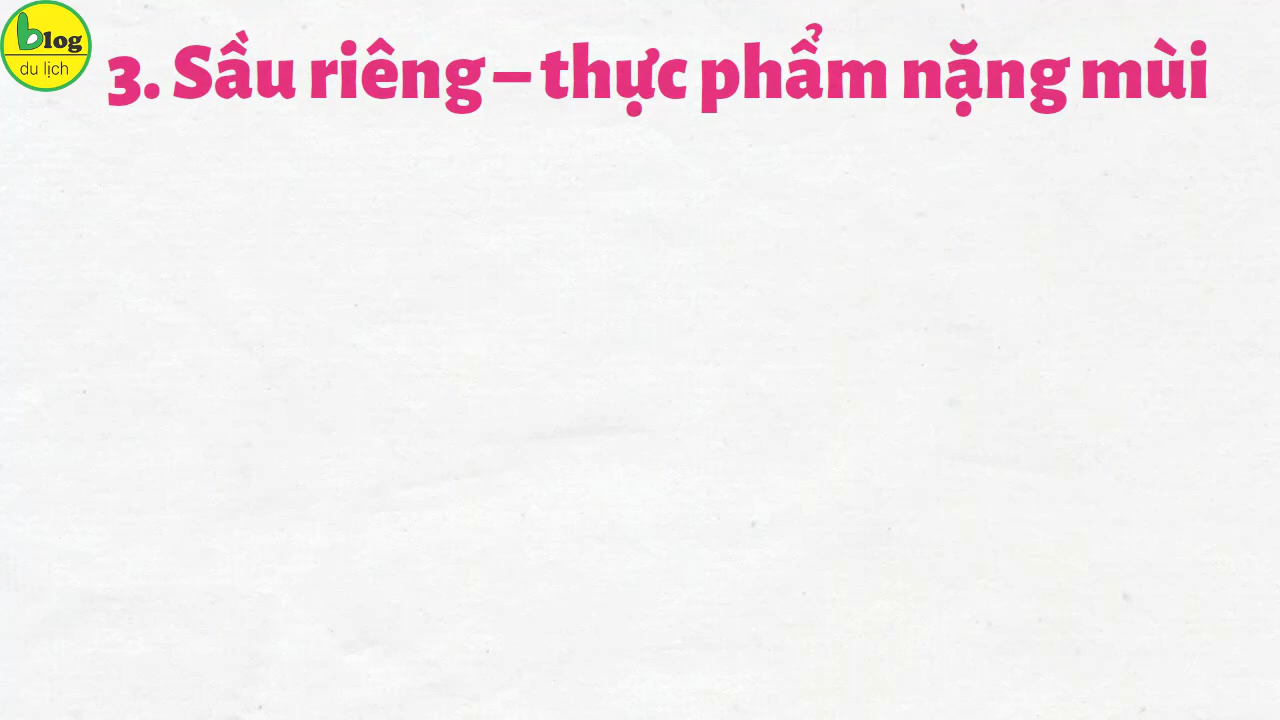 blog
du lịch
3. Sầu riêng – thực phẩm nặng mùi